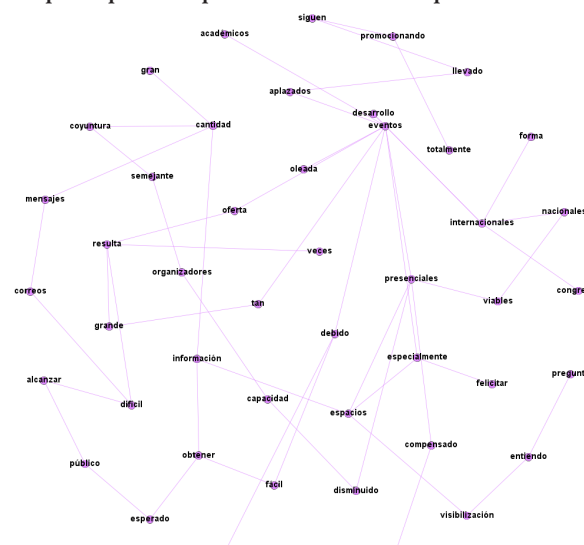 siguen
académicos
promocionando
gran
llevado
aplazados
desarrollo
coyuntura
cantidad
eventos
forma
totalmente
oleada
semejante
mensajes
oferta
nacionales
internacionales
resulta
veces
organizadores
presenciales
correos
congre
tan
viables
grande
debido
información
especialmente
alcanzar
pregunt
felicitar
capacidad
difícil
espacios
compensado
público
obtener
entiendo
fácil
disminuido
esperado
visibilización